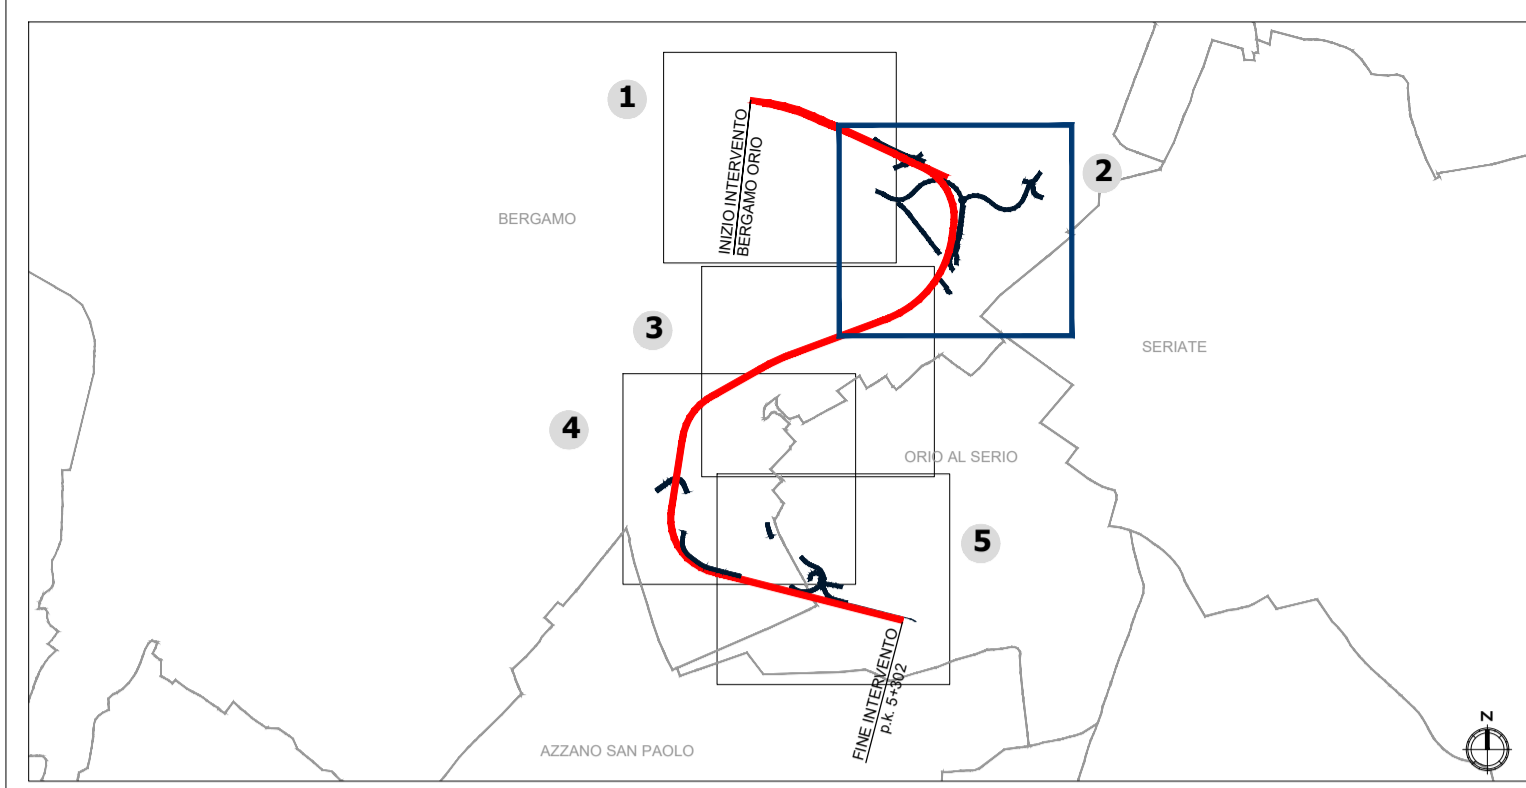 1
INIZIO INTERVENTO
BERGAMO ORIO
2
BERGAMO
3
SERIATE
4
ORIO AL SERIO
5
FINE INTERVENTO
p.k. 5+302
AZZANO SAN PAOLO
N